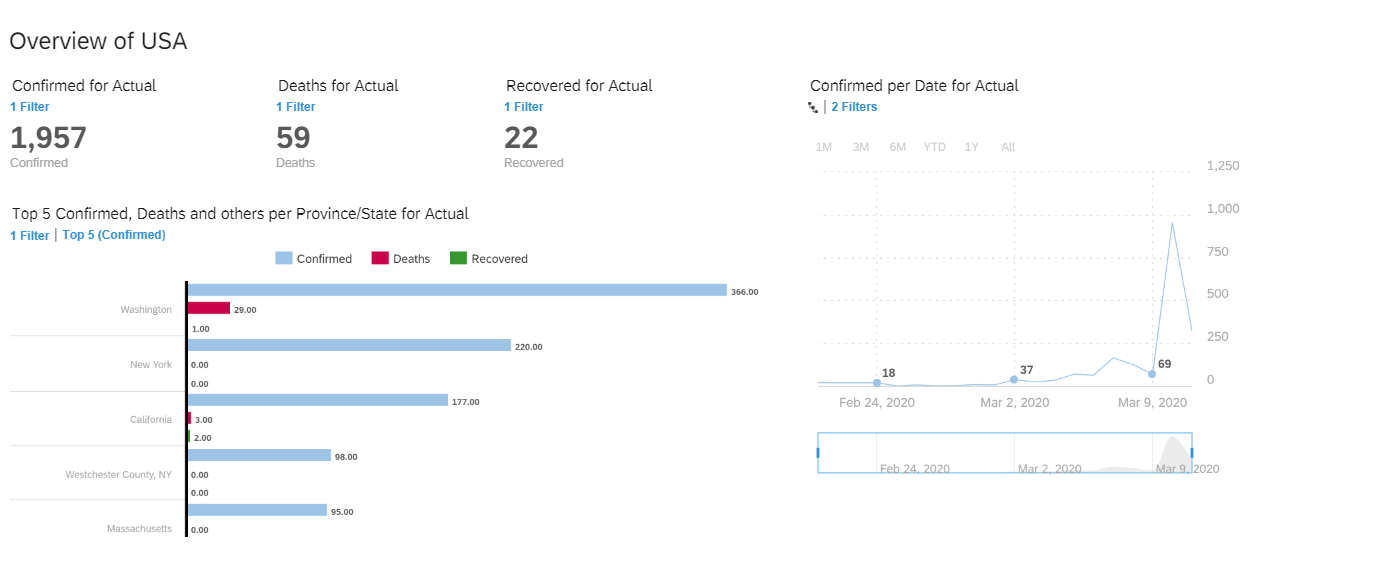 Overview of USA
Confirmed for Actual
1 Filter
1,957
Confirmed
Deaths for Actual
1 Filter
59
Deaths
Recovered for Actual
1 Filter
22
Recovered
Top 5 Confirmed, Deaths and others per Province/State for Actual
1 Filter | Top 5 (Confirmed)
Confirmed Deaths Recovered
366.00
Washington 29.00
1.00
220.00
New York 0.00
0.00
177.00
California 3.00
2.00
98.00
Westchester County, NY 0.00
0.00
95.00
Massachusetts 0.00
Confirmed per Date for Actual
| 2 Filters
1M 3M 6M YTD 1Y All
1,250
1,000
750
500
250
18 37 69
0
Feb 24, 2020 Mar 2, 2020 Mar 9, 2020
Feb 24, 2020 Mar 2, 2020 Mar 9, 2020